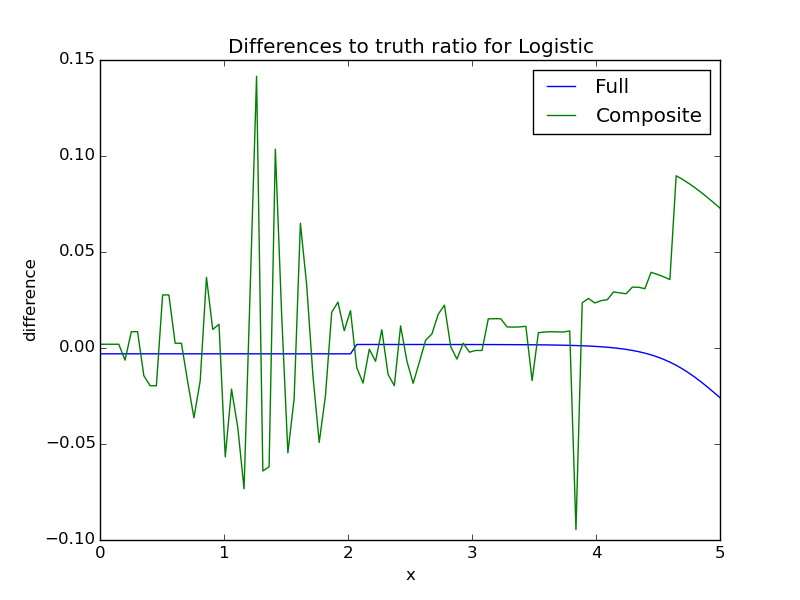 Differences to truth ratio for Logistic
Full
Composite
0.15
0.10
0.05
0.00
−0.05
−0.10
difference
0 1 2 3 4 5
x